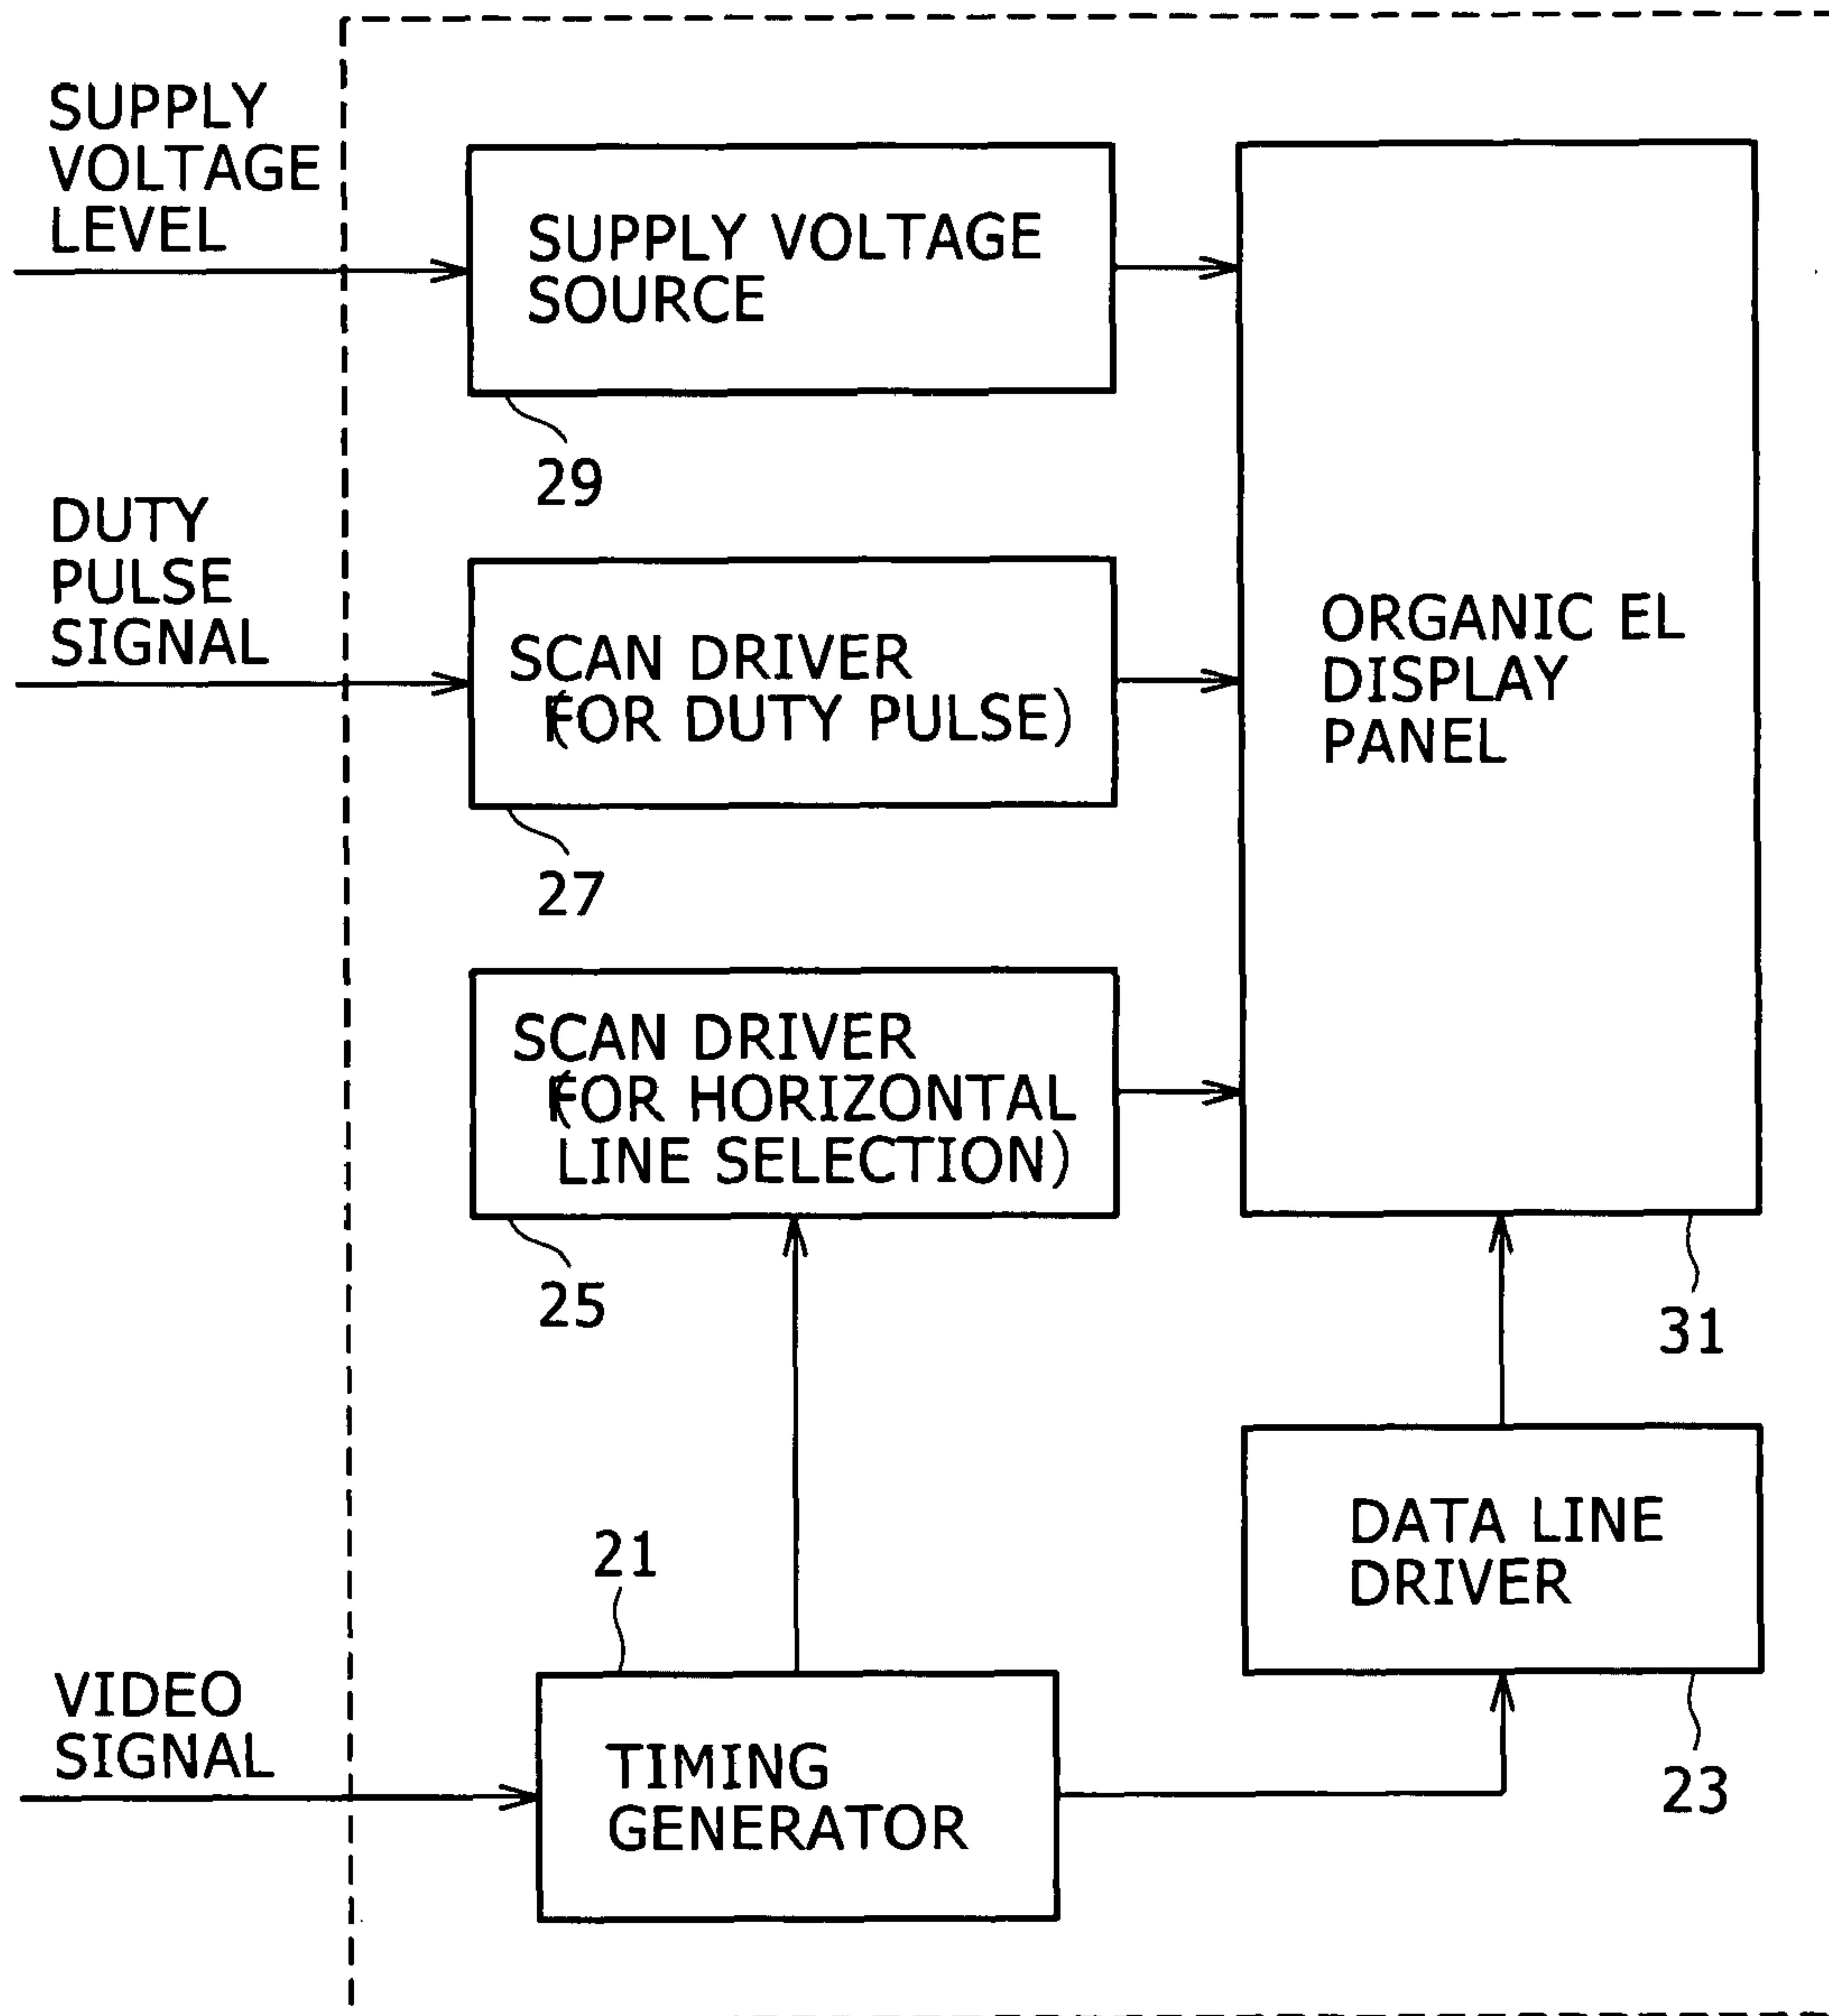 SUPPLY
VOLTAGE
LEVEL
SUPPLY VOLTAGE
SOURCE
29
DUTY
PULSE
SIGNAL
SCAN DRIVER
(FOR DUTY PULSE)
27
ORGANIC EL
DISPLAY
PANEL
SCAN DRIVER
(FOR HORIZONTAL
LINE SELECTION)
25
31
DATA LINE
DRIVER
23
21
VIDEO
SIGNAL
TIMING
GENERATOR